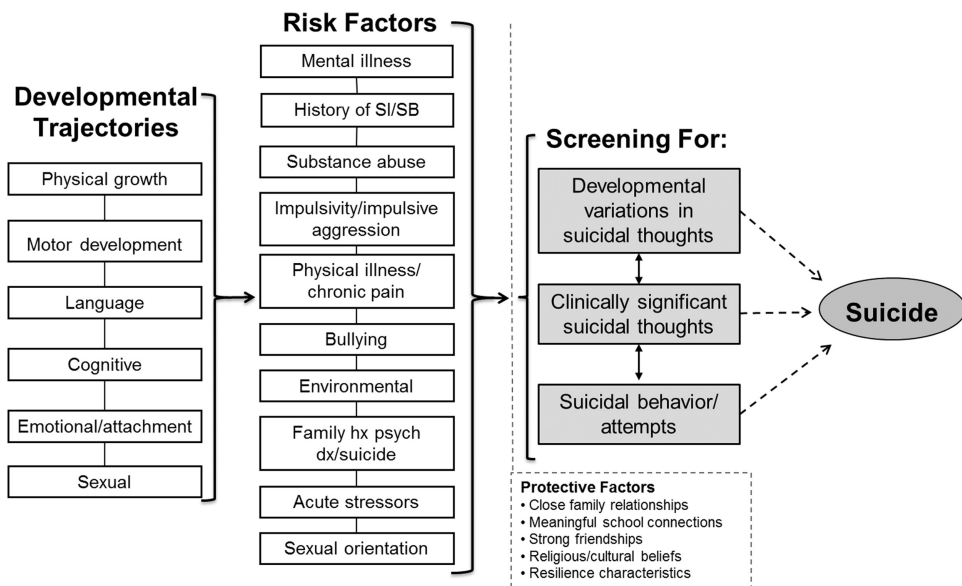 Developmental
Trajectories
Physical growth
Motor development
Language
Cognitive
Emotional/attachment
Sexual
Risk Factors
Mental illness
History of SI/SB
Substance abuse
Impulsivity/impulsive
aggression
Physical illness/
chronic pain
Bullying
Environmental
Family hx psych
dx/suicide
Acute stressors
Sexual orientation
Screening For:
Developmental
variations in
suicidal thoughts
Clinically significant
suicidal thoughts
Suicidal behavior/
attempts
Suicide
Protective Factors
• Close family relationships
• Meaningful school connections
• Strong friendships
• Religious/cultural beliefs
• Resilience characteristics